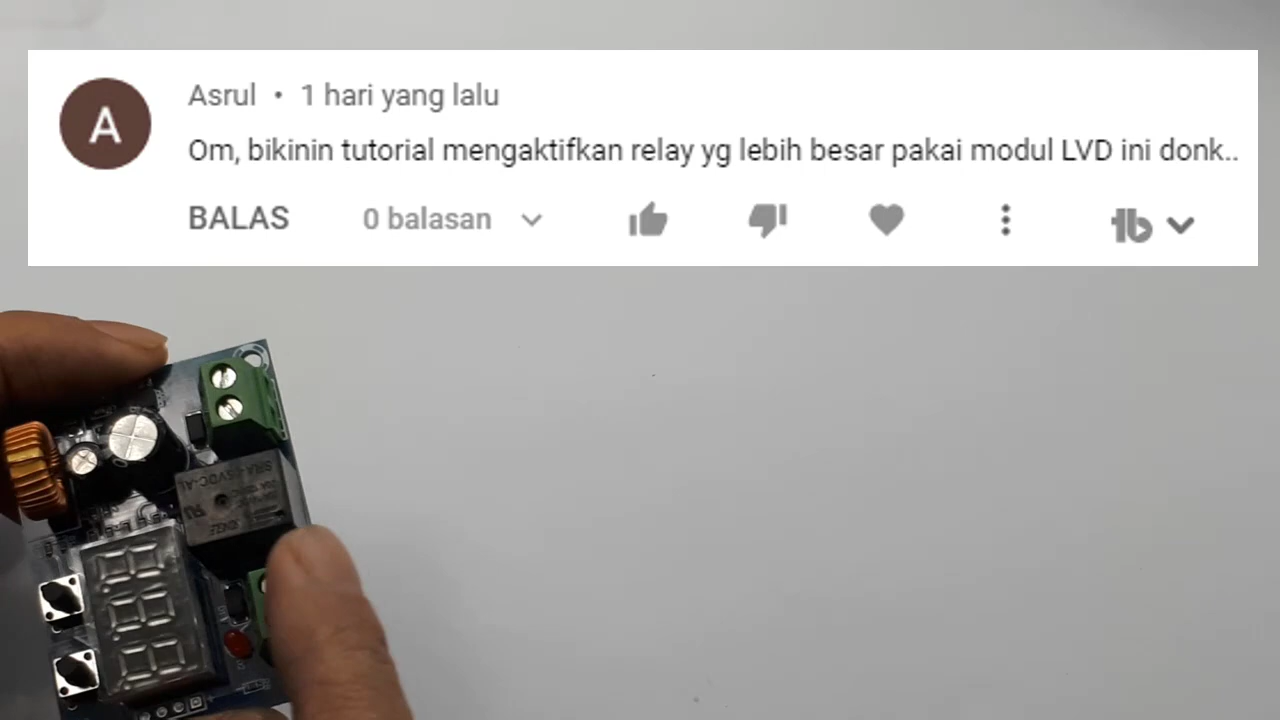 A
Asrul • 1 hari yang lalu
Om, bikinin tutorial mengaktifkan relay yg lebih besar pakai modul LVD ini donk..
BALAS 0 balasan